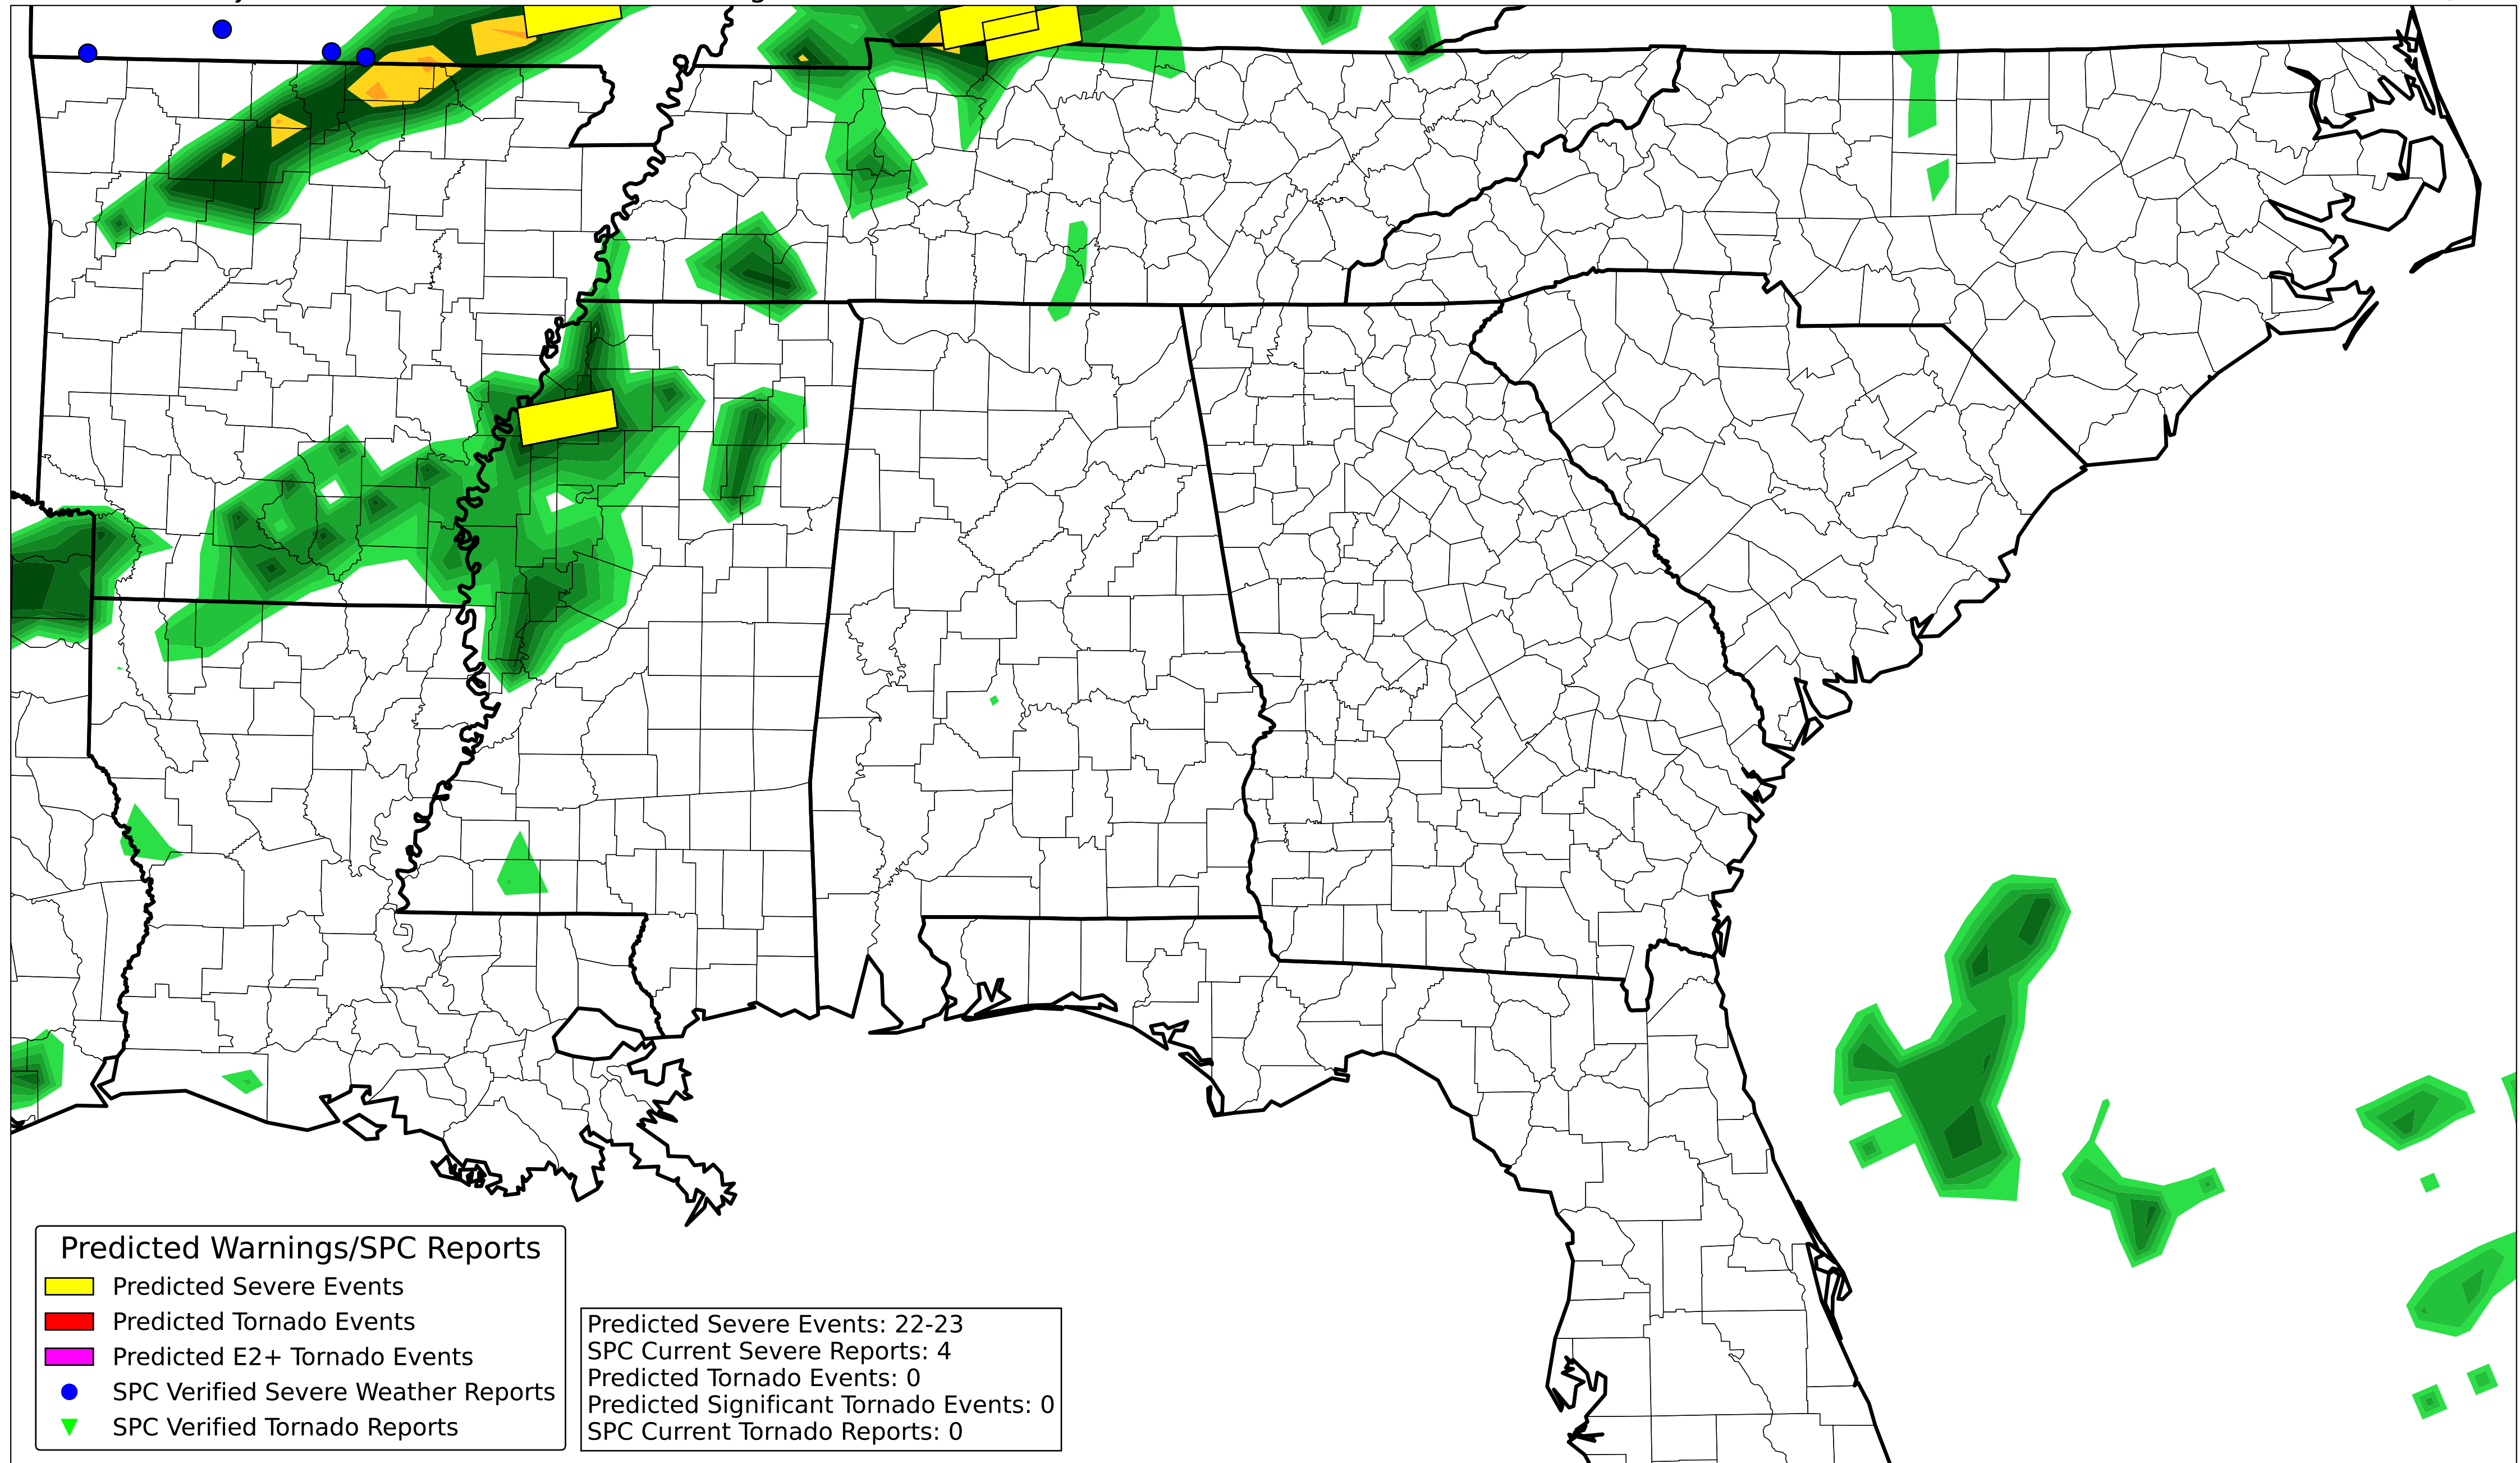 Predicted Warnings/SPC Reports
Predicted Severe Events
Predicted Tornado Events
Predicted E2+ Tornado Events
SPC Verified Severe Weather Reports
SPC Verified Tornado Reports
Predicted Severe Events: 22-23
SPC Current Severe Reports: 4
Predicted Tornado Events: 0
Predicted Significant Tornado Events: 0
SPC Current Tornado Reports: 0